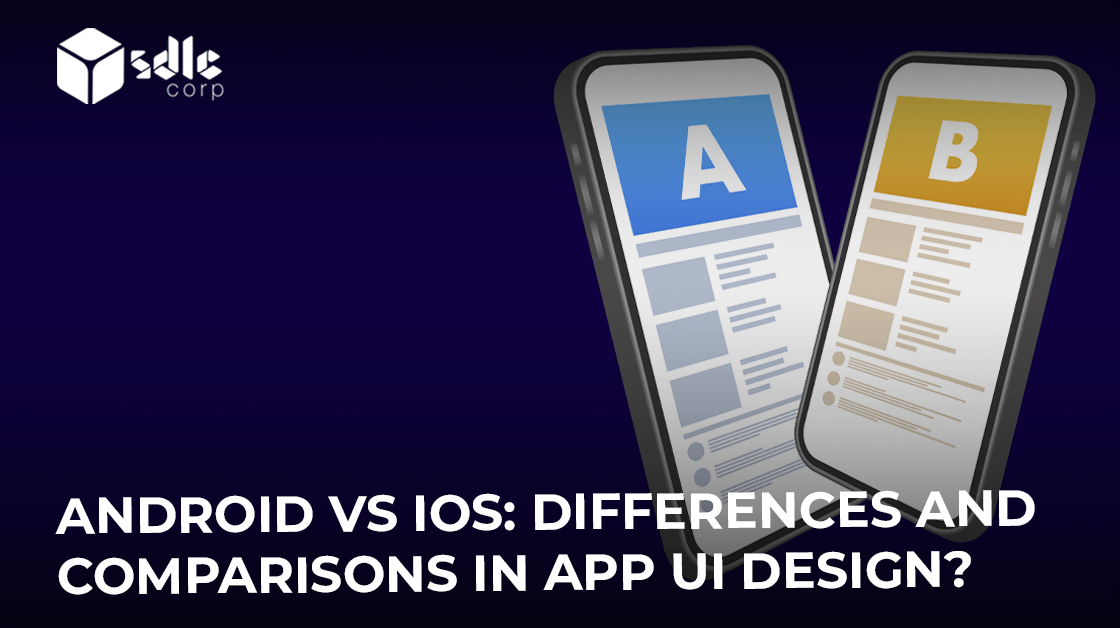 sdlc
corp
A
B
ANDROID VS IOS: DIFFERENCES AND
COMPARISONS IN APP UI DESIGN?